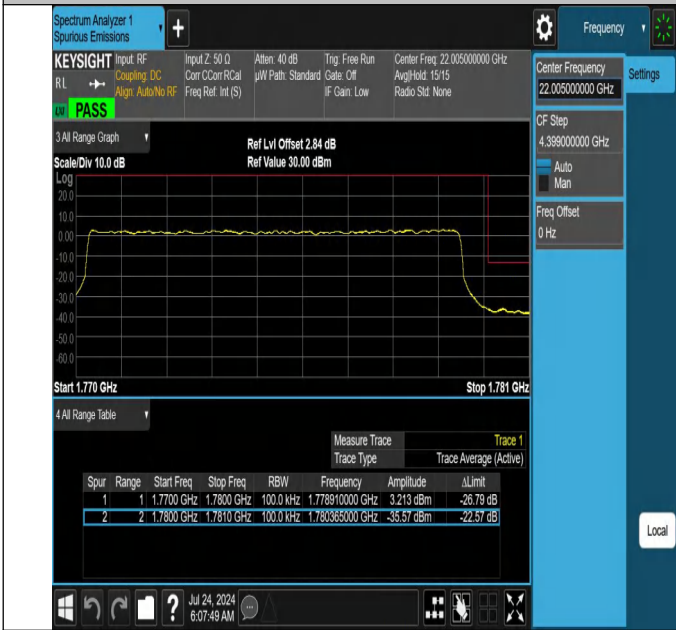 Spectrum Analyzer 1
Spurious Emissions
+
Frequency
KEYSIGHT Input: RF Input Z: 50 Ω Atten: 40 dB Trig: Free Run Center Freq: 22.005000000 GHz
RL Coupling: DC Corr CCorr RCal µW Path: Standard Gate: Off Avg|Hold: 15/15
Align: Auto/No RF Freq Ref: Int (S) IF Gain: Low Radio Std: None
PASS
3 All Range Graph
Ref Lvl Offset 2.84 dB
Scale/Div 10.0 dB Ref Value 30.00 dBm
Log
20.0
10.0
0.00
-10.0
-20.0
-30.0
-40.0
-50.0
-60.0
Start 1.770 GHz Stop 1.781 GHz
4 All Range Table
Measure Trace Trace 1
Trace Type Trace Average (Active)
Spur Range Start Freq Stop Freq RBW Frequency Amplitude ΔLimit
1 1 1.7700 GHz 1.7800 GHz 100.0 kHz 1.778910000 GHz 3.213 dBm -26.79 dB
2 2 1.7800 GHz 1.7810 GHz 100.0 kHz 1.780365000 GHz -35.57 dBm -22.57 dB
Center Frequency
22.005000000 GHz
Settings
CF Step
4.399000000 GHz
Auto
Man
Freq Offset
0 Hz
Local
?
Jul 24, 2024
6:07:49 AM